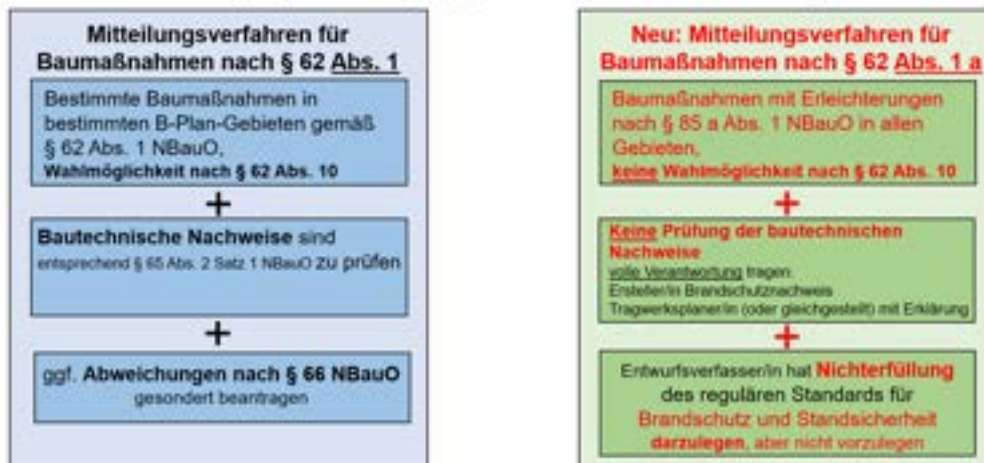 Mitteilungsverfahren für
Baumaßnahmen nach § 62 Abs. 1
Bestimmte Baumaßnahmen in
bestimmten B-Plan-Gebieten gemäß
§ 62 Abs. 1 NBauO,
Wahlmöglichkeit nach § 62 Abs. 10
+
Bautechnische Nachweise sind
entsprechend § 65 Abs. 2 Satz 1 NBauO zu prüfen
+
ggf. Abweichungen nach § 66 NBauO
gesondert beantragen
Neu: Mitteilungsverfahren für
Baumaßnahmen nach § 62 Abs. 1 a
Baumaßnahmen mit Erleichterungen
nach § 85 a Abs. 1 NBauO in allen
Gebieten,
keine Wahlmöglichkeit nach § 62 Abs. 10
+
Keine Prüfung der bautechnischen
Nachweise
volle Verantwortung tragen
Ersteller/in Brandschutznachweis
Tragwerksplaner/in (oder gleichgestellt) mit Erklärung
+
Entwurfsverfasser/in hat Nichterfüllung
des regulären Standards für
Brandschutz und Standsicherheit
darzulegen, aber nicht vorzulegen